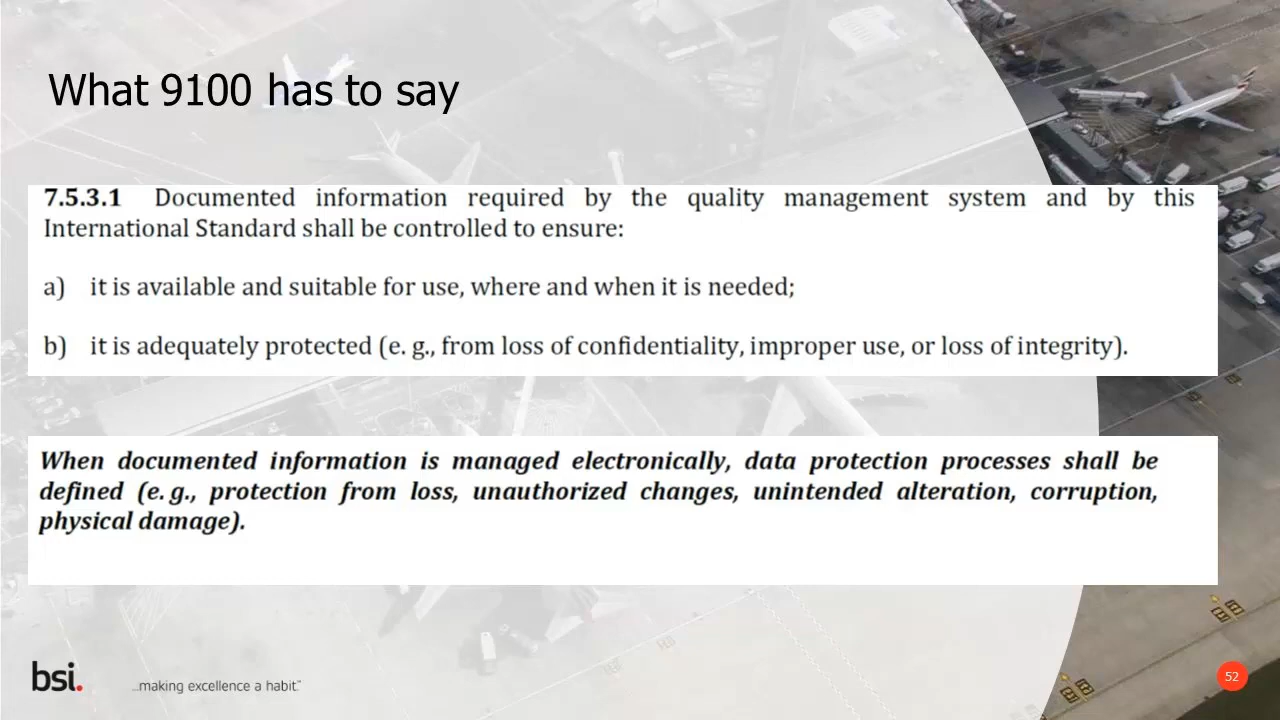 What 9100 has to say
7.5.3.1 Documented information required by the quality management system and by this
International Standard shall be controlled to ensure:
a) it is available and suitable for use, where and when it is needed;
b) it is adequately protected (e. g., from loss of confidentiality, improper use, or loss of integrity).
When documented information is managed electronically, data protection processes shall be
defined (e. g., protection from loss, unauthorized changes, unintended alteration, corruption,
physical damage).
bsi.
...making excellence a habit™
52